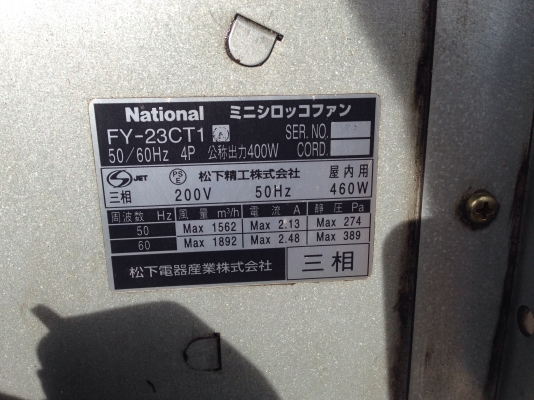 National ミニシロッコファン
FY-23CT1 SER.NO.
50/60Hz 4P 公称出力400W CORD.
S JET PS E 松下精工株式会社 屋内用
三相 200V 50Hz 460W
周波数 Hz 風量 m³/h 電流 A 静圧 Pa
50 Max 1562 Max 2.13 Max 274
60 Max 1892 Max 2.48 Max 389
松下電器産業株式会社 三相